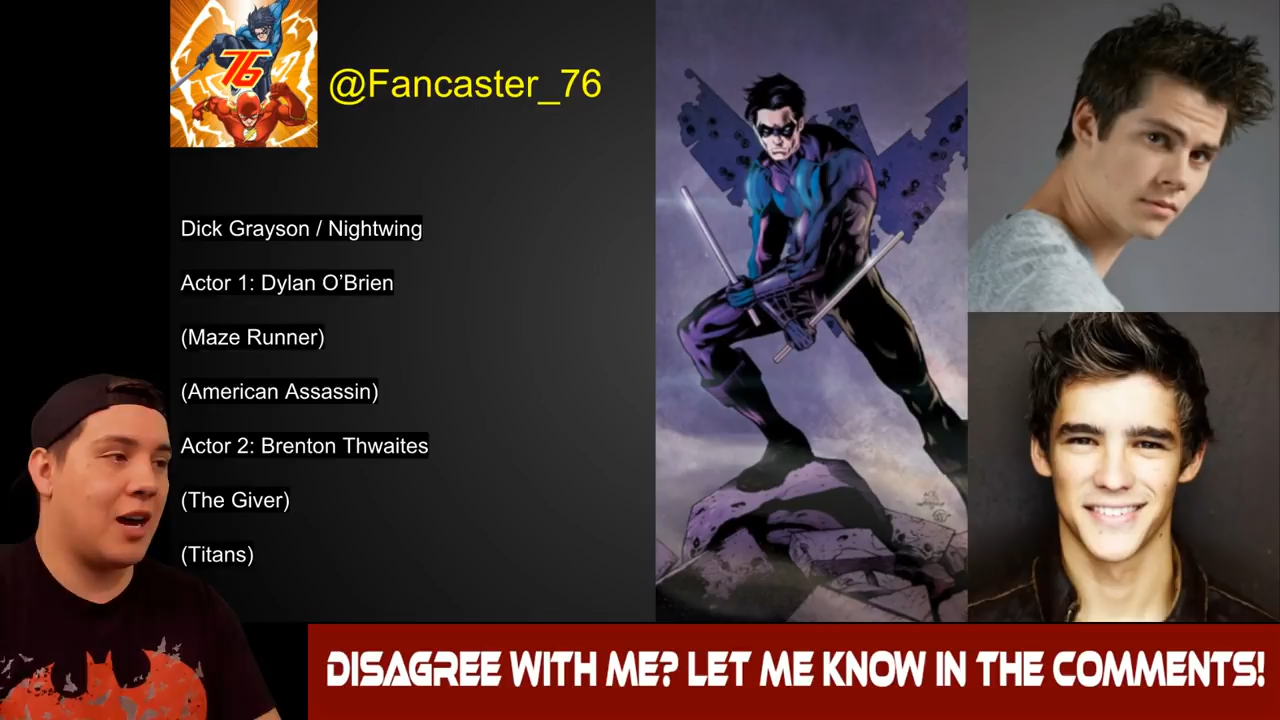 76
@Fancaster_76
Dick Grayson / Nightwing
Actor 1: Dylan O’Brien
(Maze Runner)
(American Assassin)
Actor 2: Brenton Thwaites
(The Giver)
(Titans)
DISAGREE WITH ME? LET ME KNOW IN THE COMMENTS!